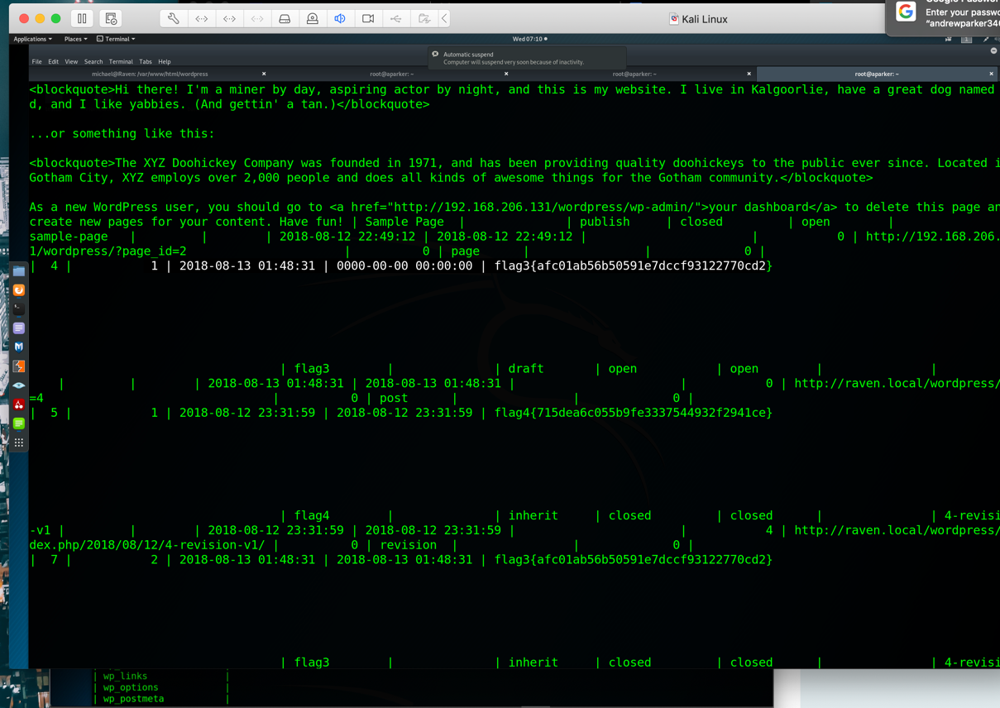 Kali Linux
Google Passwo
Enter your passwo
"andrewparker340
Applications Places Terminal Wed 07:10 1
Automatic suspend
Computer will suspend very soon because of inactivity.
File Edit View Search Terminal Tabs Help
michael@Raven: /var/www/html/wordpress root@aparker: ~ root@aparker: ~ root@aparker: ~
<blockquote>Hi there! I'm a miner by day, aspiring actor by night, and this is my website. I live in Kalgoorlie, have a great dog named
d, and I like yabbies. (And gettin' a tan.)</blockquote>
...or something like this:
<blockquote>The XYZ Doohickey Company was founded in 1971, and has been providing quality doohickeys to the public ever since. Located i
Gotham City, XYZ employs over 2,000 people and does all kinds of awesome things for the Gotham community.</blockquote>
As a new WordPress user, you should go to <a href="http://192.168.206.131/wordpress/wp-admin/">your dashboard</a> to delete this page an
create new pages for your content. Have fun! | Sample Page | | publish | closed | open |
sample-page | | | 2018-08-12 22:49:12 | 2018-08-12 22:49:12 | | 0 | http://192.168.206.
1/wordpress/?page_id=2 | 0 | page | | 0 |
| 4 | 1 | 2018-08-13 01:48:31 | 0000-00-00 00:00:00 | flag3{afc01ab56b50591e7dccf93122770cd2}
| flag3 | | draft | open | open | |
| | | 2018-08-13 01:48:31 | 2018-08-13 01:48:31 | | 0 | http://raven.local/wordpress/
=4 | 0 | post | | 0 |
| 5 | 1 | 2018-08-12 23:31:59 | 2018-08-12 23:31:59 | flag4{715dea6c055b9fe3337544932f2941ce}
| flag4 | | inherit | closed | closed | | 4-revisi
-v1 | | | 2018-08-12 23:31:59 | 2018-08-12 23:31:59 | | 4 | http://raven.local/wordpress/
dex.php/2018/08/12/4-revision-v1/ | 0 | revision | | 0 |
| 7 | 2 | 2018-08-13 01:48:31 | 2018-08-13 01:48:31 | flag3{afc01ab56b50591e7dccf93122770cd2}
| flag3 | | inherit | closed | closed | | 4-revisi
| wp_links |
| wp_options |
| wp_postmeta |